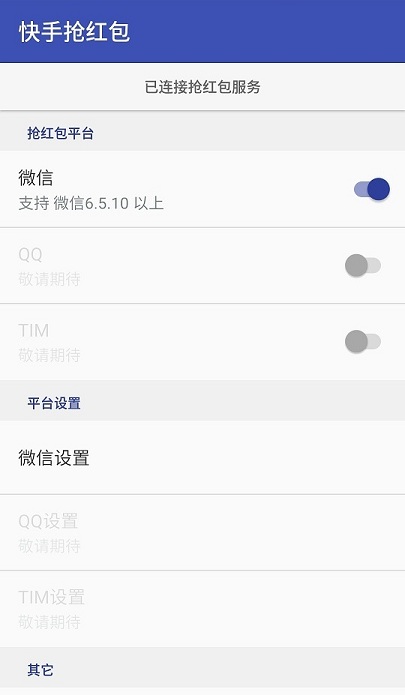 快手抢红包
已连接抢红包服务
抢红包平台
微信
支持 微信6.5.10 以上
QQ
敬请期待
TIM
敬请期待
平台设置
微信设置
QQ设置
敬请期待
TIM设置
敬请期待
其它